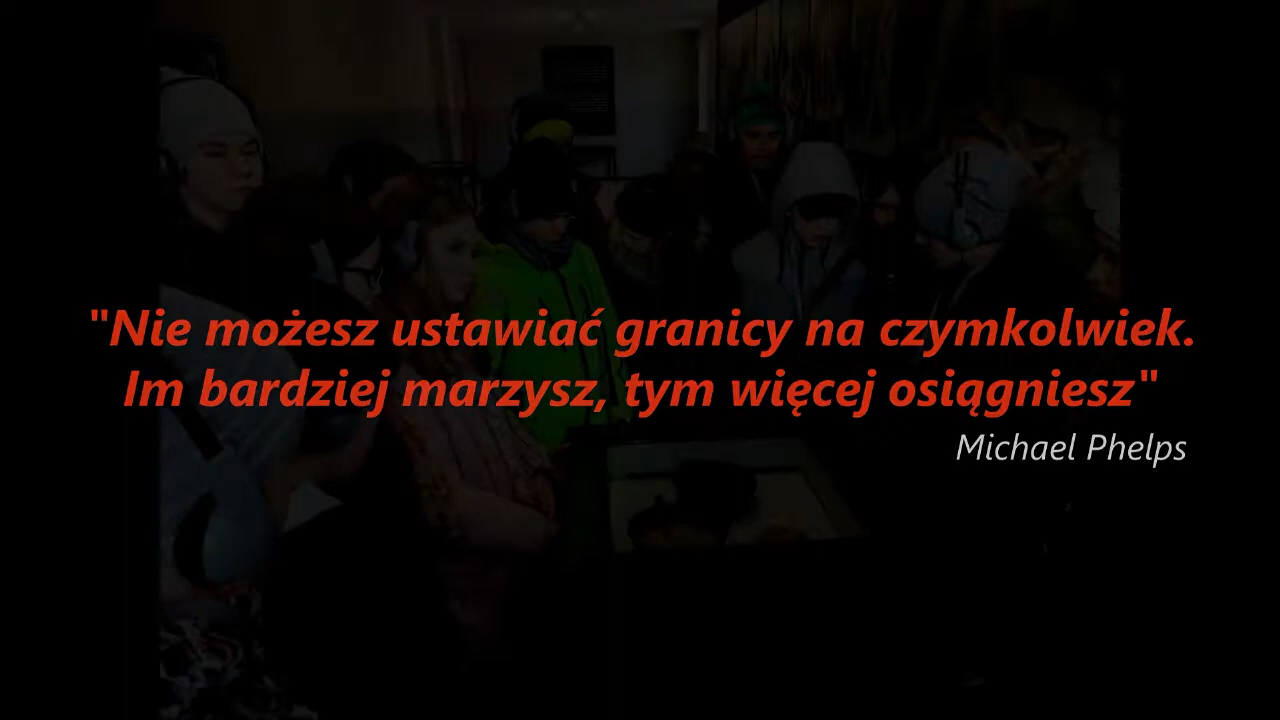 "Nie możesz ustawiać granicy na czymkolwiek.
Im bardziej marzysz, tym więcej osiągniesz"
Michael Phelps